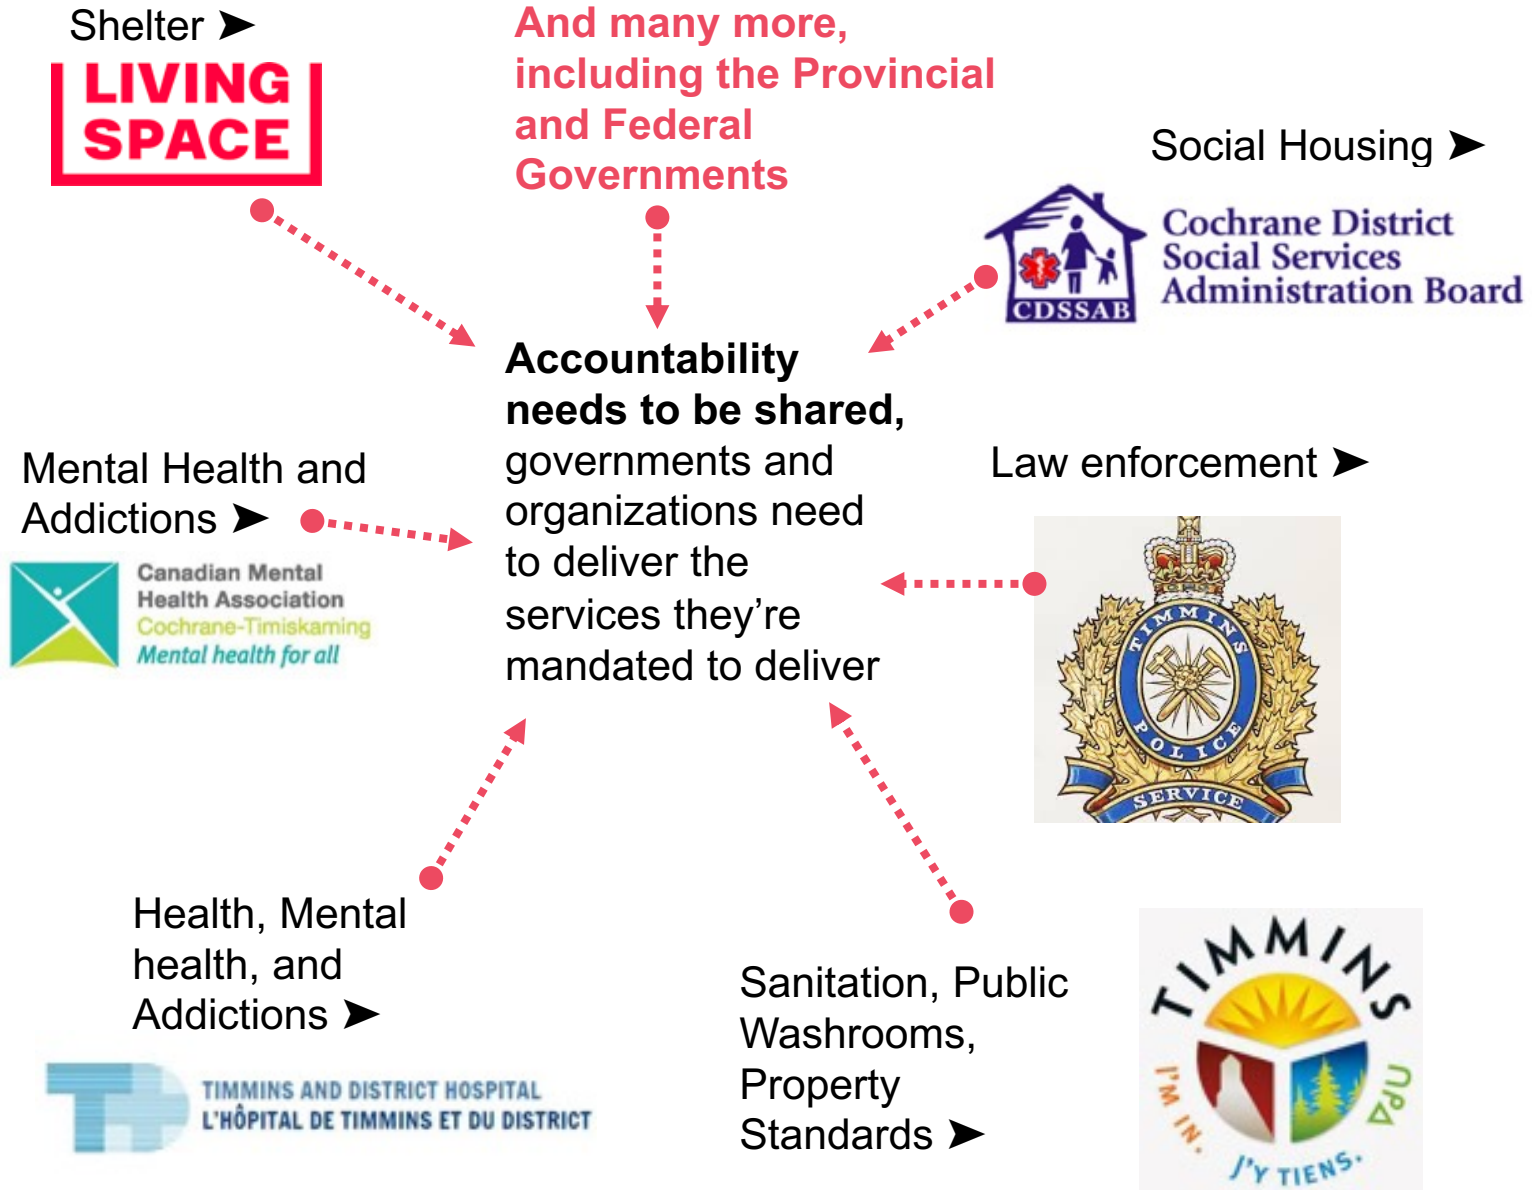 Shelter ➤
LIVING
SPACE
And many more,
including the Provincial
and Federal
Governments
Social Housing ➤
CDSSAB
Cochrane District
Social Services
Administration Board
Accountability
needs to be shared,
governments and
organizations need
to deliver the
services they’re
mandated to deliver
Mental Health and
Addictions ➤
Canadian Mental
Health Association
Cochrane-Timiskaming
Mental health for all
Law enforcement ➤
TIMMINS
POLICE
SERVICE
Health, Mental
health, and
Addictions ➤
TIMMINS AND DISTRICT HOSPITAL
L'HÔPITAL DE TIMMINS ET DU DISTRICT
Sanitation, Public
Washrooms,
Property
Standards ➤
TIMMINS
I'M IN.
J'Y TIENS.
ᑎᑭᐃ